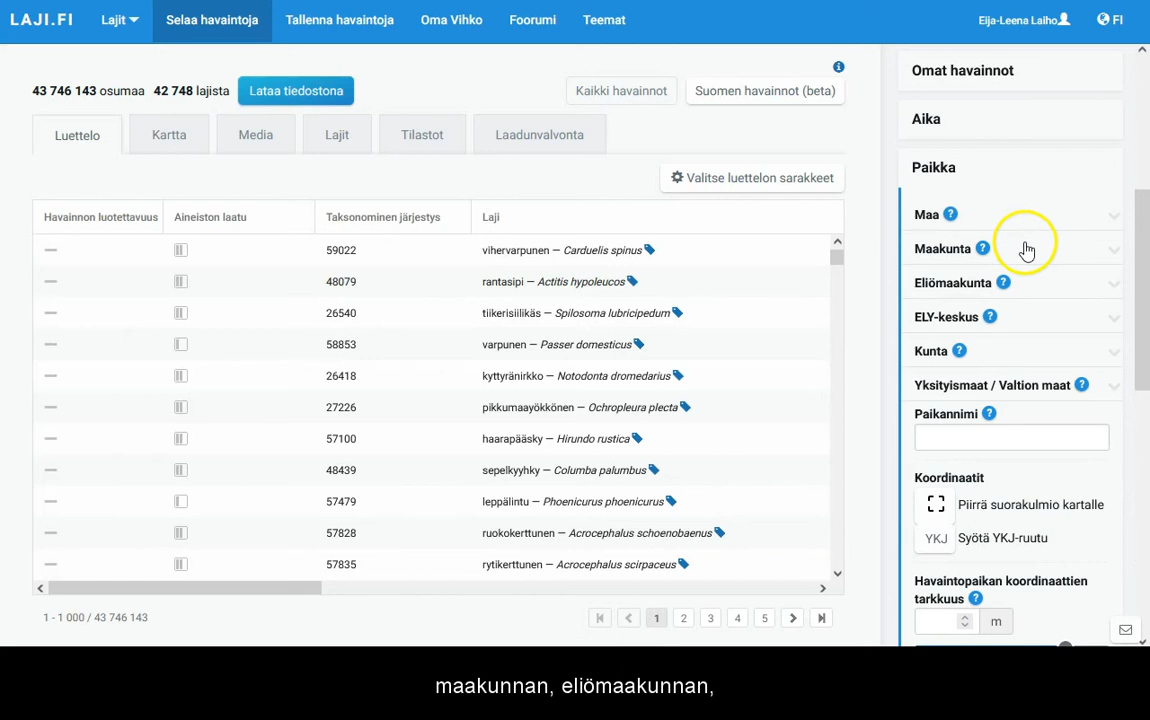 LAJI.FI Lajit Selaa havaintoja Tallenna havaintoja Oma Vihko Foorumi Teemat Eija-Leena Laiho FI
43 746 143 osumaa 42 748 lajista Lataa tiedostona Kaikki havainnot Suomen havainnot (beta)
Luettelo Kartta Media Lajit Tilastot Laadunvalvonta
Valitse luettelon sarakkeet
Havainnon luotettavuus Aineiston laatu Taksonominen järjestys Laji
59022 vihervarpunen — Carduelis spinus
48079 rantasipi — Actitis hypoleucos
26540 tiikerisiilikäs — Spilosoma lubricipedum
58853 varpunen — Passer domesticus
26418 kyttyränirkko — Notodonta dromedarius
27226 pikkumaayökkönen — Ochropleura plecta
57100 haarapääsky — Hirundo rustica
48439 sepelkyyhky — Columba palumbus
57479 leppälintu — Phoenicurus phoenicurus
57828 ruokokerttunen — Acrocephalus schoenobaenus
57835 rytikerttunen — Acrocephalus scirpaceus
1 - 1 000 / 43 746 143 1 2 3 4 5
Omat havainnot
Aika
Paikka
Maa ?
Maakunta ?
Eliömaakunta ?
ELY-keskus ?
Kunta ?
Yksityismaat / Valtion maat ?
Paikannimi ?
Koordinaatit
Piirrä suorakulmio kartalle
YKJ Syötä YKJ-ruutu
Havaintopaikan koordinaattien
tarkkuus ?
m
maakunnan, eliömaakunnan,